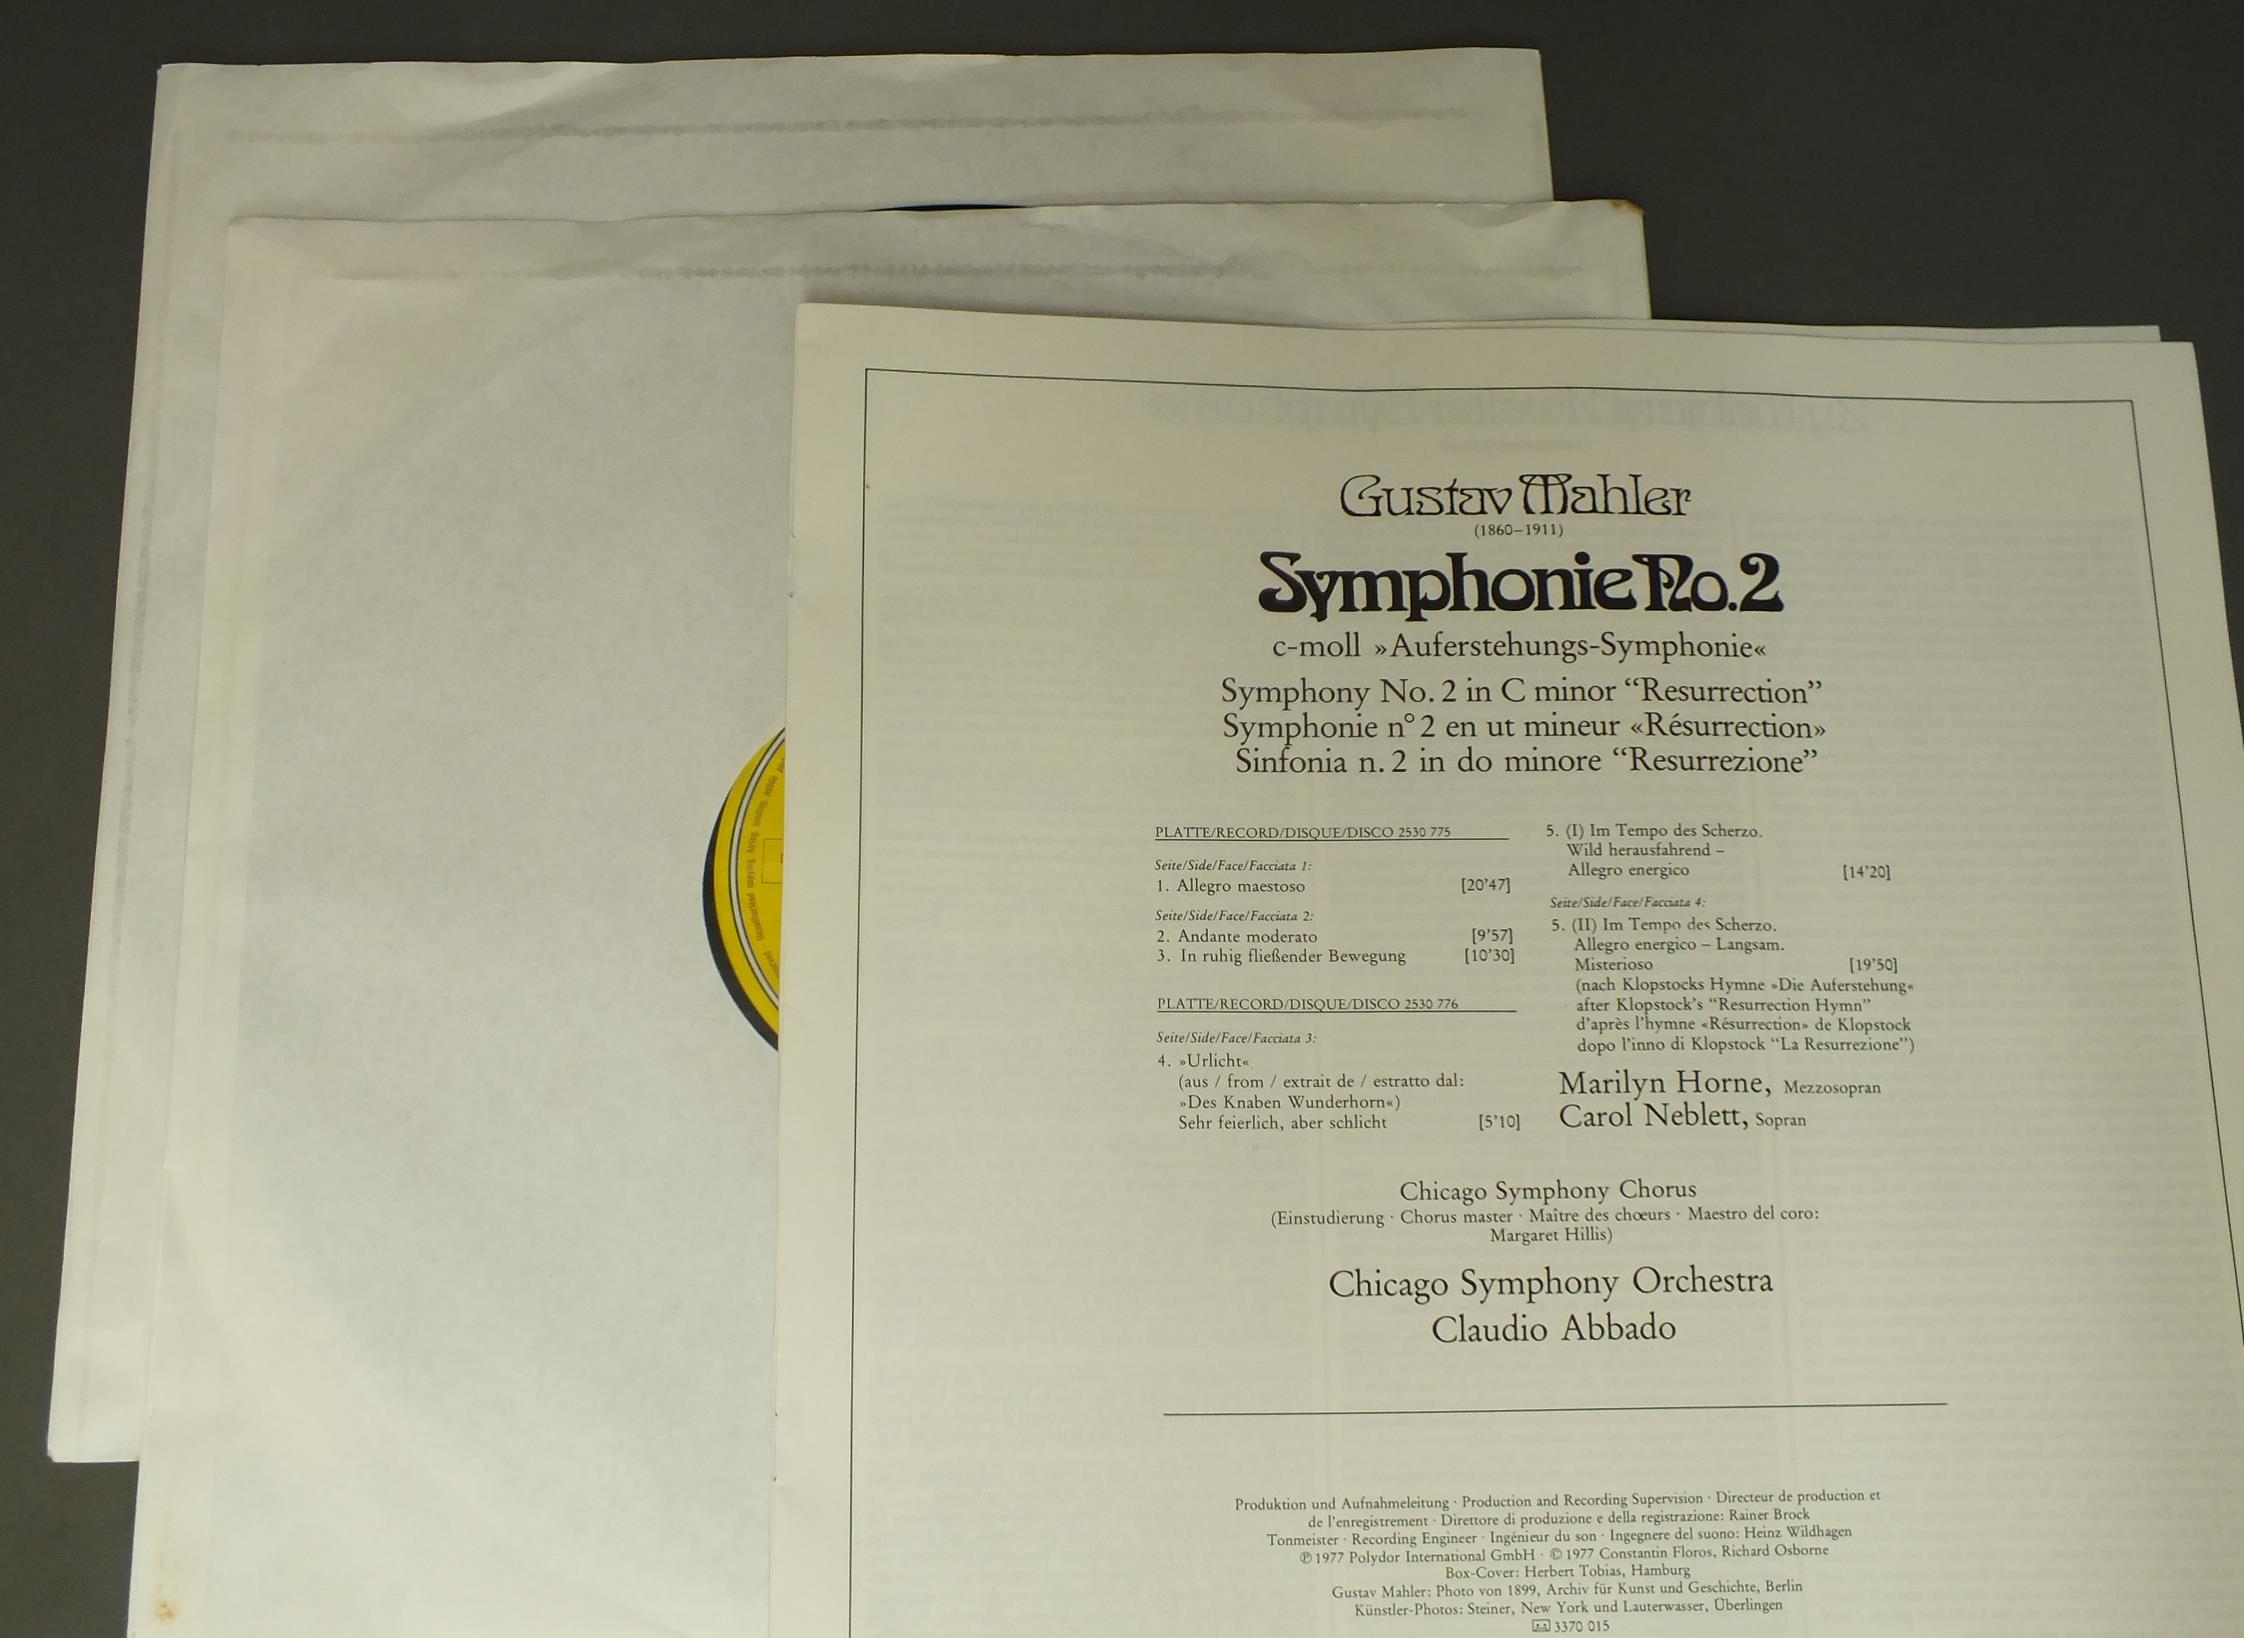 Gustav Mahler
(1860–1911)
Symphonie No. 2
c-moll »Auferstehungs-Symphonie«
Symphony No. 2 in C minor “Resurrection”
Symphonie n° 2 en ut mineur «Résurrection»
Sinfonia n. 2 in do minore “Resurrezione”
PLATTE/RECORD/DISQUE/DISCO 2530 775
Seite/Side/Face/Facciata 1:
1. Allegro maestoso [20'47]
Seite/Side/Face/Facciata 2:
2. Andante moderato [9'57]
3. In ruhig fließender Bewegung [10'30]
PLATTE/RECORD/DISQUE/DISCO 2530 776
Seite/Side/Face/Facciata 3:
4. »Urlicht«
(aus / from / extrait de / estratto dal:
»Des Knaben Wunderhorn«)
Sehr feierlich, aber schlicht [5'10]
5. (I) Im Tempo des Scherzo.
Wild herausfahrend –
Allegro energico [14'20]
Seite/Side/Face/Facciata 4:
5. (II) Im Tempo des Scherzo.
Allegro energico – Langsam.
Misterioso [19'50]
(nach Klopstocks Hymne »Die Auferstehung«
after Klopstock's “Resurrection Hymn”
d'après l'hymne «Résurrection» de Klopstock
dopo l'inno di Klopstock “La Resurrezione”)
Marilyn Horne, Mezzosopran
Carol Neblett, Sopran
Chicago Symphony Chorus
(Einstudierung · Chorus master · Maître des chœurs · Maestro del coro:
Margaret Hillis)
Chicago Symphony Orchestra
Claudio Abbado
Produktion und Aufnahmeleitung · Production and Recording Supervision · Directeur de production et
de l'enregistrement · Direttore di produzione e della registrazione: Rainer Brock
Tonmeister · Recording Engineer · Ingénieur du son · Ingegnere del suono: Heinz Wildhagen
℗ 1977 Polydor International GmbH · © 1977 Constantin Floros, Richard Osborne
Box-Cover: Herbert Tobias, Hamburg
Gustav Mahler: Photo von 1899, Archiv für Kunst und Geschichte, Berlin
Künstler-Photos: Steiner, New York und Lauterwasser, Überlingen
3370 015